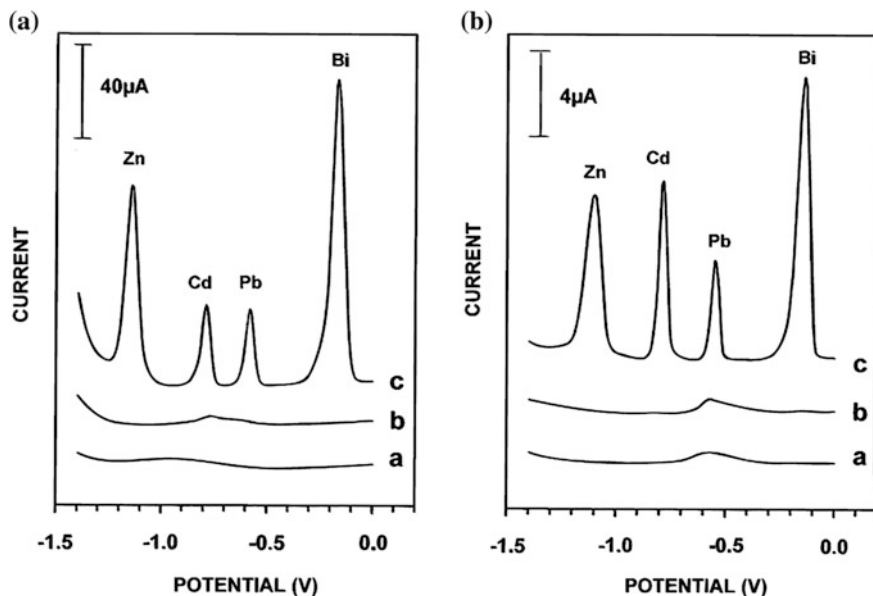 (a)
40µA
Zn
Cd
Pb
Bi
c
b
a
CURRENT
-1.5
-1.0
-0.5
0.0
POTENTIAL (V)
(b)
4µA
Zn
Cd
Pb
Bi
c
b
a
CURRENT
-1.5
-1.0
-0.5
0.0
POTENTIAL (V)